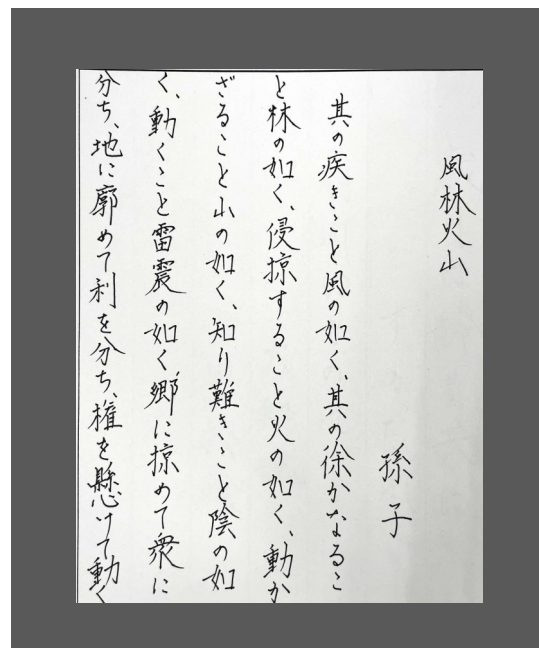 風林火山
孫子
其の疾きこと風の如く、其の徐かなるこ
と林の如く、侵掠すること火の如く、動か
ざること山の如く、知り難きこと陰の如
く、動くこと雷震の如く郷に掠めて衆に
分ち、地に廓めて利を分ち、権を懸けて動く